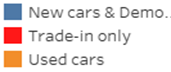 New cars & Demo..
Trade-in only
Used cars